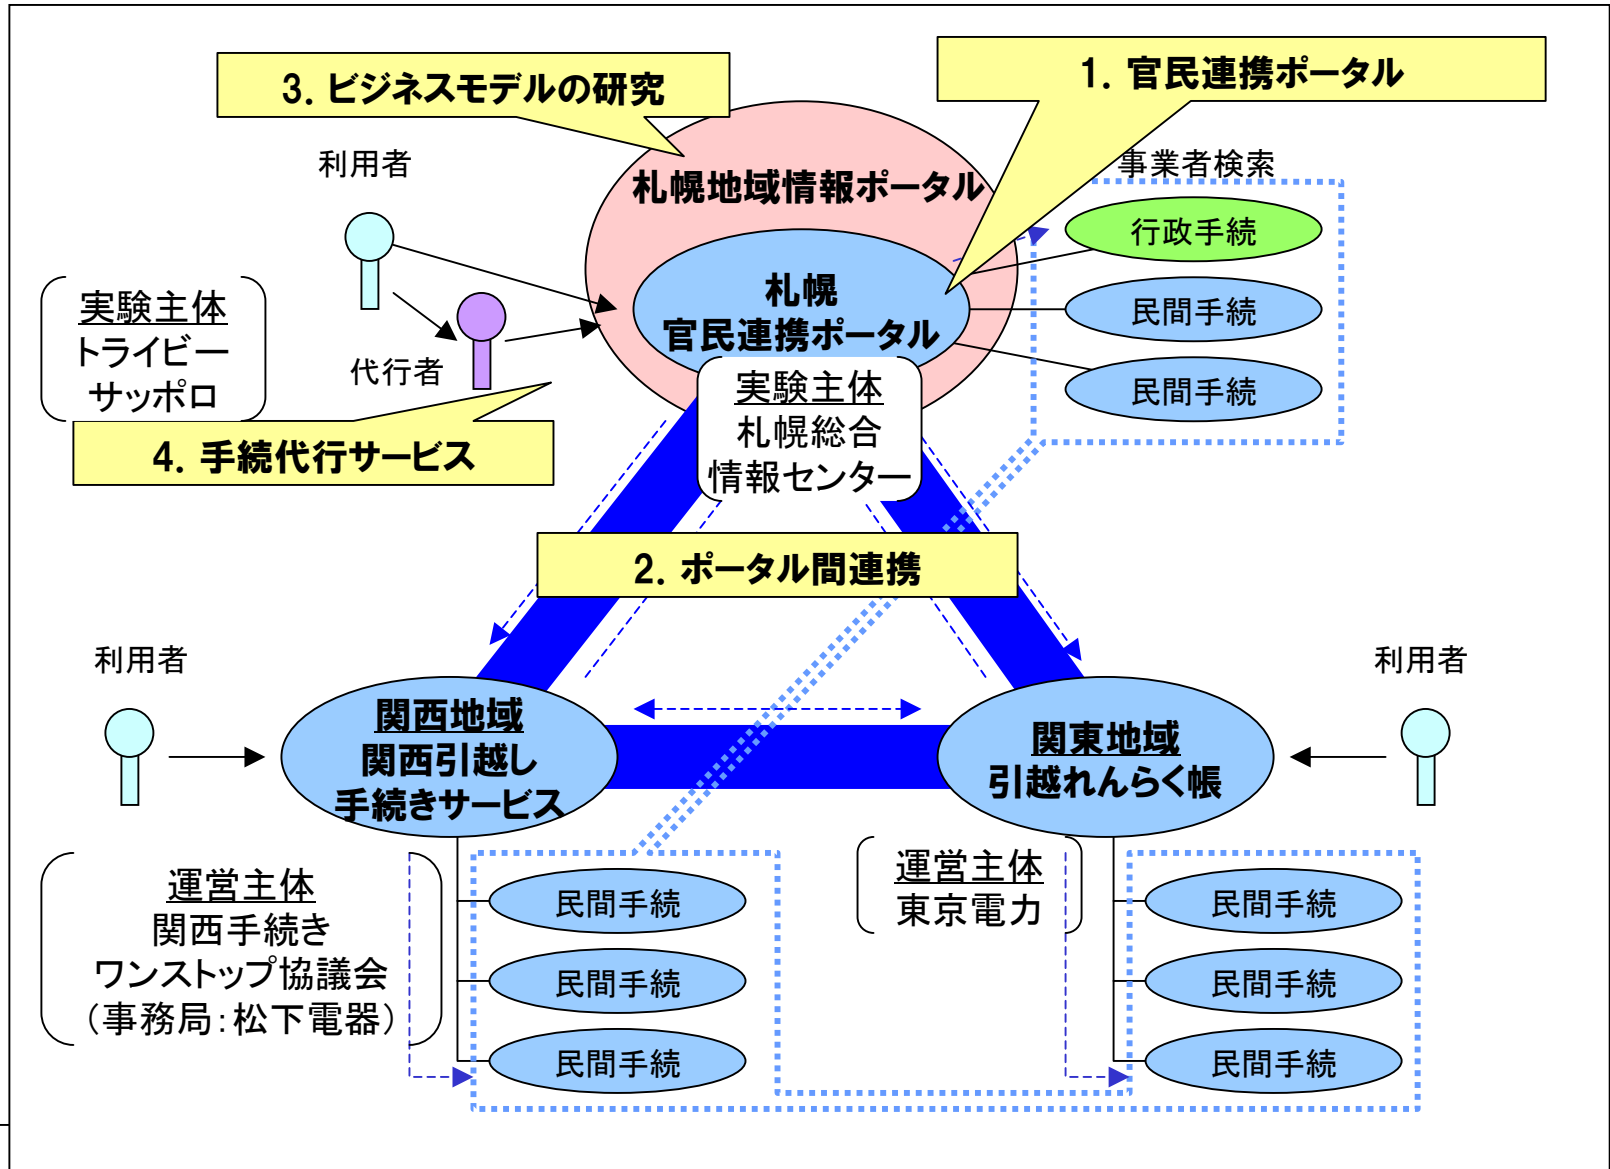 3. ビジネスモデルの研究
1. 官民連携ポータル
利用者
札幌地域情報ポータル
事業者検索
行政手続
民間手続
民間手続
札幌
官民連携ポータル
実験主体
トライビー
サッポロ
代行者
実験主体
札幌総合
情報センター
4. 手続代行サービス
2. ポータル間連携
利用者
利用者
関西地域
関西引越し
手続きサービス
関東地域
引越れんらく帳
運営主体
関西手続き
ワンストップ協議会
(事務局:松下電器)
民間手続
民間手続
民間手続
運営主体
東京電力
民間手続
民間手続
民間手続